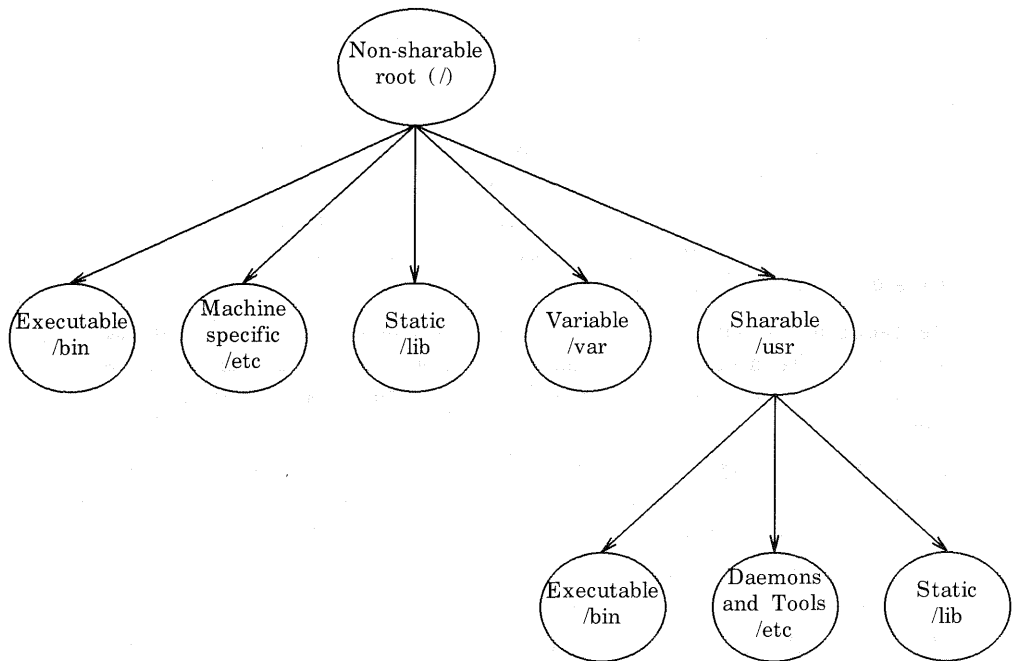 Non-sharable
root (/)
Executable
/bin
Machine
specific
/etc
Static
/lib
Variable
/var
Sharable
/usr
Executable
/bin
Daemons
and Tools
/etc
Static
/lib